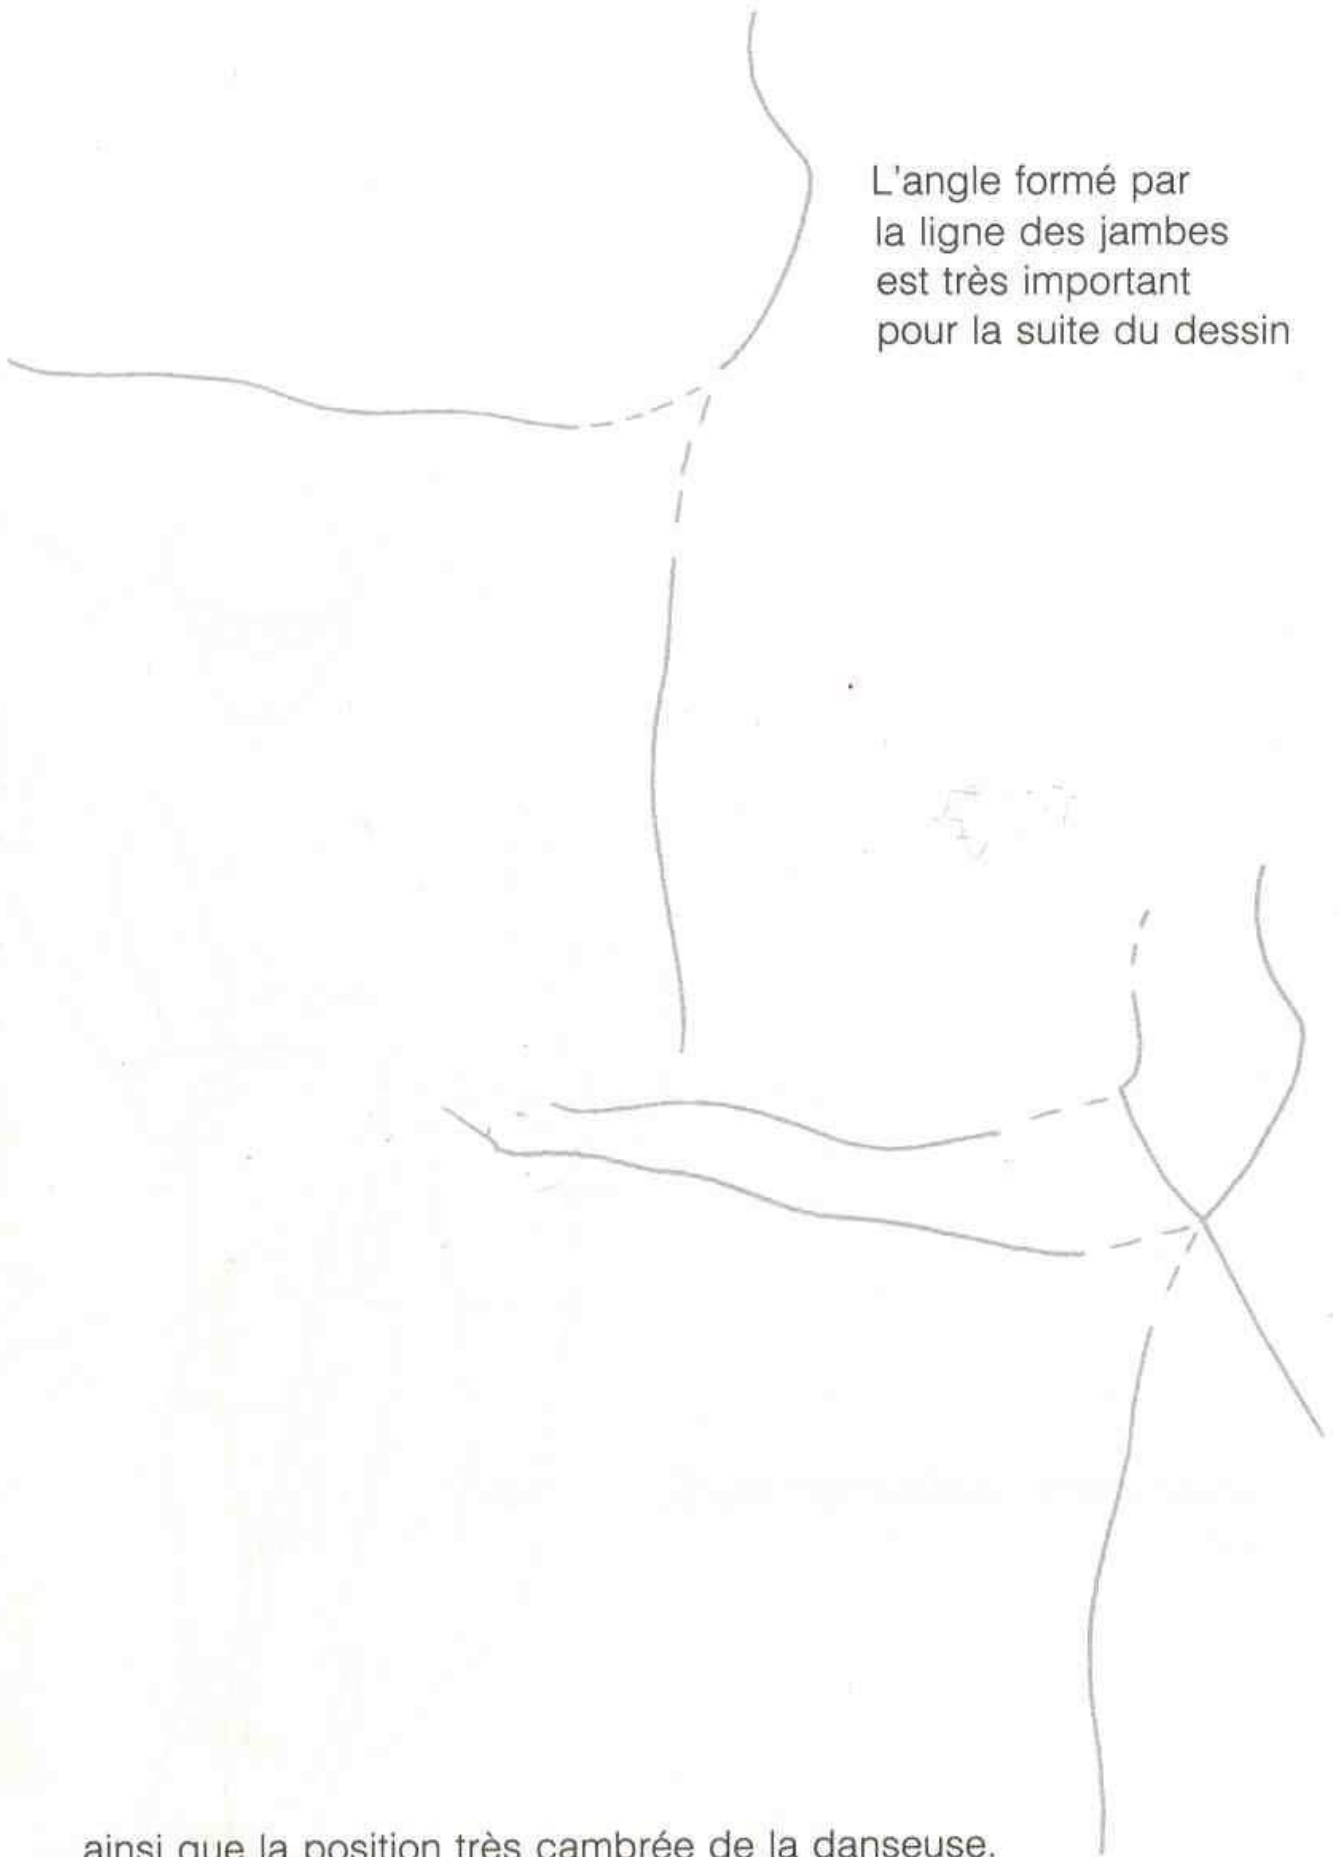 L'angle formé par
la ligne des jambes
est très important
pour la suite du dessin
ainsi que la position très cambrée de la danseuse.